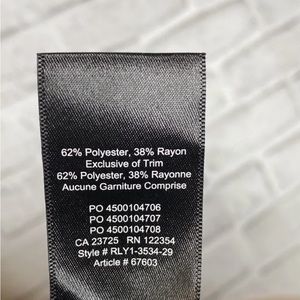 62% Polyester, 38% Rayon
Exclusive of Trim
62% Polyester, 38% Rayonne
Aucune Garniture Comprise
PO 4500104706
PO 4500104707
PO 4500104708
CA 23725 RN 122354
Style # RLY1-3534-29
Article # 67603